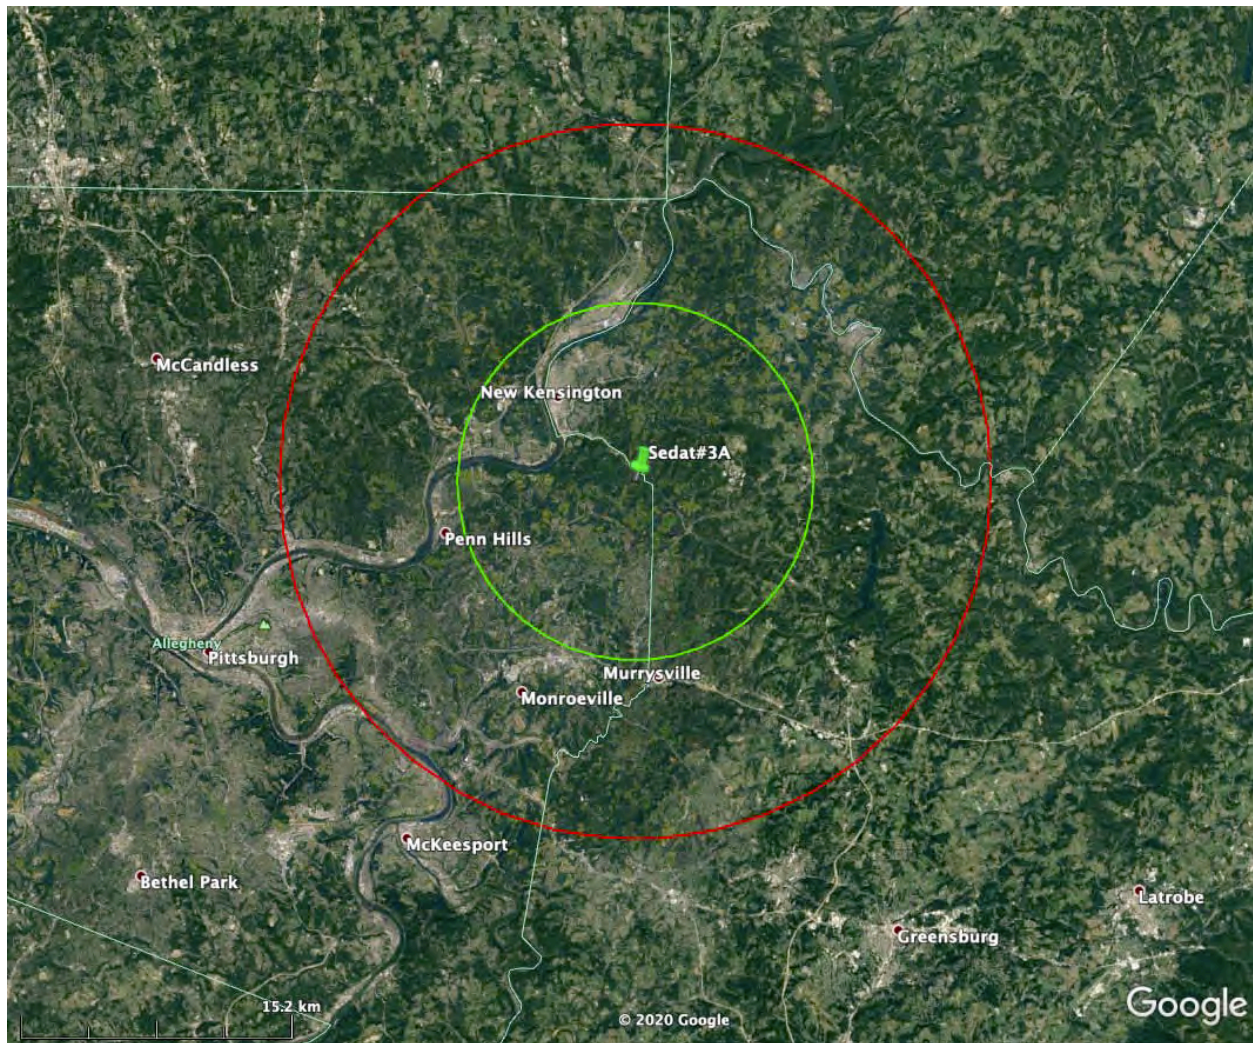 McCandless
New Kensington
Sedat#3A
Penn Hills
Allegheny
Pittsburgh
Murrysville
Monroeville
McKeesport
Bethel Park
Latrobe
Greensburg
15.2 km
© 2020 Google
Google